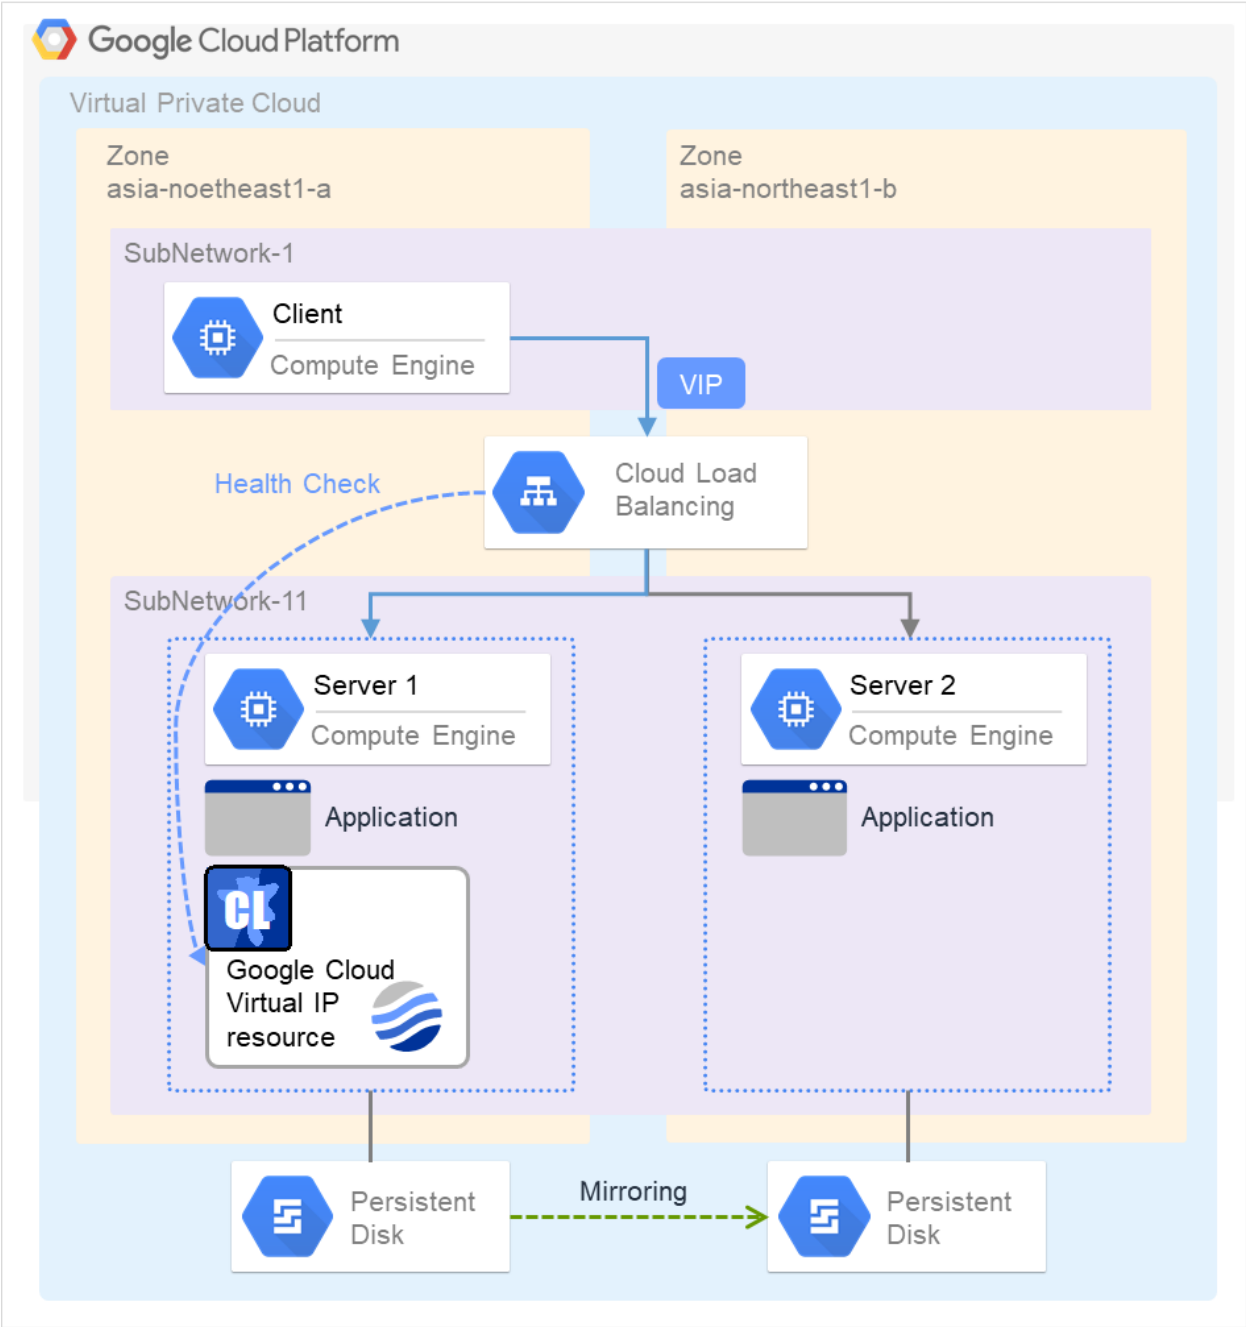 Google Cloud Platform
Virtual Private Cloud
Zone
asia-noetheast1-a
Zone
asia-northeast1-b
SubNetwork-1
Client
Compute Engine
VIP
Cloud Load
Balancing
Health Check
SubNetwork-11
Server 1
Compute Engine
Application
CL
Google Cloud
Virtual IP
resource
Server 2
Compute Engine
Application
Persistent
Disk
Mirroring
Persistent
Disk